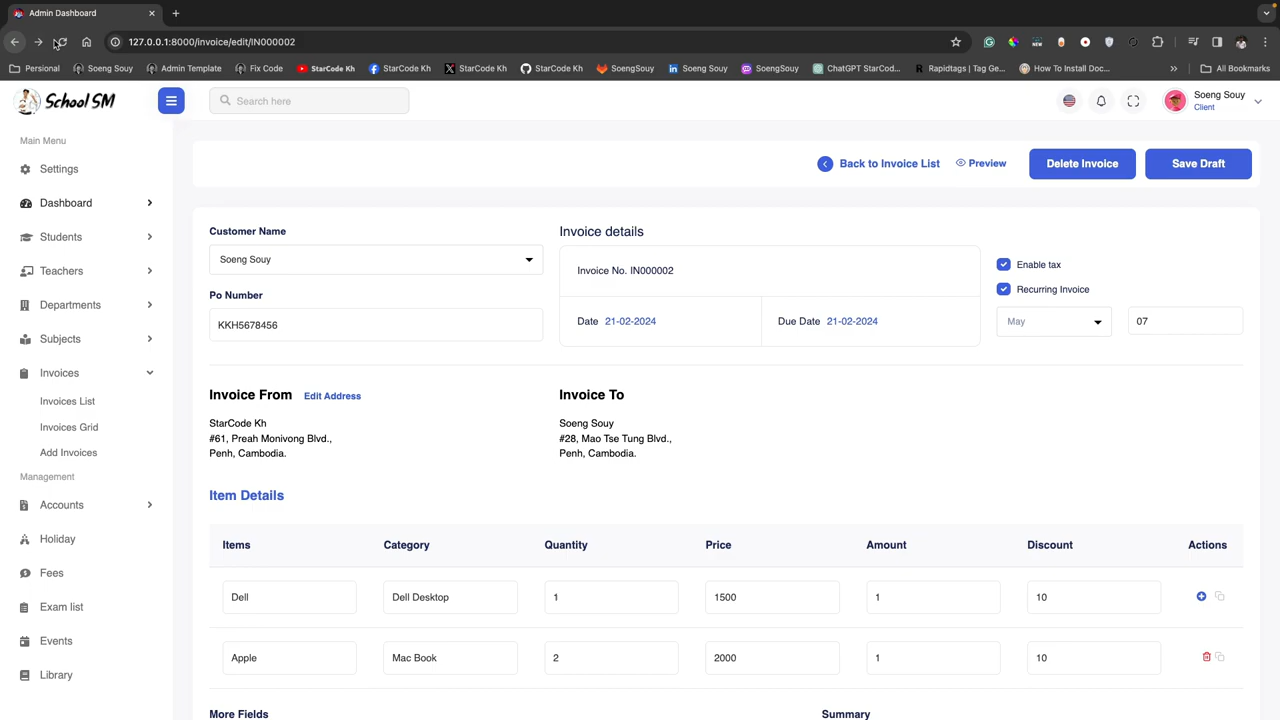 Admin Dashboard
127.0.0.1:8000/invoice/edit/IN000002
Personal
Soeng Souy
Admin Template
Fix Code
StarCode Kh
StarCode Kh
StarCode Kh
StarCode Kh
SoengSouy
Soeng Souy
SoengSouy
ChatGPT StarCod...
Rapidtags | Tag Ge...
How To Install Doc...
All Bookmarks
School SM
Search here
Soeng Souy
Client
Main Menu
Settings
Dashboard
Students
Teachers
Departments
Subjects
Invoices
Invoices List
Invoices Grid
Add Invoices
Management
Accounts
Holiday
Fees
Exam list
Events
Library
Back to Invoice List
Preview
Delete Invoice
Save Draft
Customer Name
Soeng Souy
Po Number
KKH5678456
Invoice details
Invoice No. IN000002
Date 21-02-2024
Due Date 21-02-2024
Enable tax
Recurring Invoice
May
07
Invoice From Edit Address
StarCode Kh
#61, Preah Monivong Blvd.,
Penh, Cambodia.
Invoice To
Soeng Souy
#28, Mao Tse Tung Blvd.,
Penh, Cambodia.
Item Details
Items Category Quantity Price Amount Discount Actions
Dell Dell Desktop 1 1500 1 10
Apple Mac Book 2 2000 1 10
More Fields
Summary